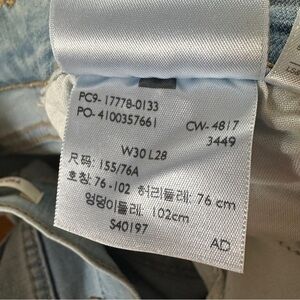 PC9- 17778-0133
PO- 4100357661
CW- 4817
3449
W30 L28
尺码: 155/76A
호칭: 76 - 102 허리둘레: 76 cm
엉덩이둘레: 102cm
S40197
AD